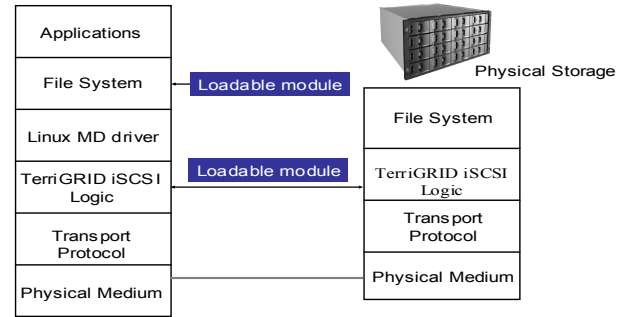 Applications
File System
Linux MD driver
TerriGRID iSCSI
Logic
Transport
Protocol
Physical Medium
Loadable module
Loadable module
Physical Storage
File System
TerriGRID iSCSI
Logic
Transport
Protocol
Physical Medium